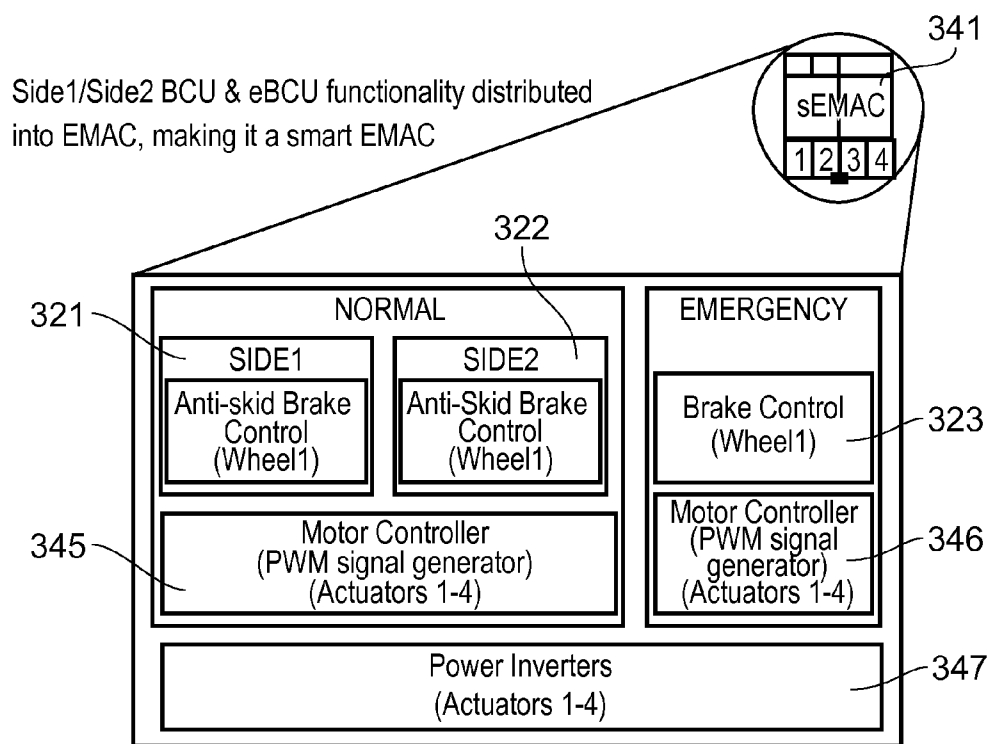 341
Side1/Side2 BCU & eBCU functionality distributed
into EMAC, making it a smart EMAC
sEMAC
1 2 3 4
322
321
NORMAL
EMERGENCY
SIDE1
SIDE2
Anti-skid Brake
Control
(Wheel1)
Anti-Skid Brake
Control
(Wheel1)
Brake Control
(Wheel1)
323
345
Motor Controller
(PWM signal generator)
(Actuators 1-4)
Motor Controller
(PWM signal
generator)
(Actuators 1-4)
346
Power Inverters
(Actuators 1-4)
347